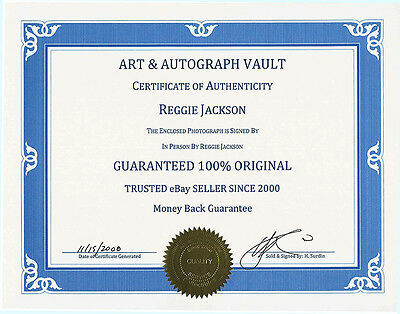 ART & AUTOGRAPH VAULT
CERTIFICATE OF AUTHENTICITY
REGGIE JACKSON
THE ENCLOSED PHOTOGRAPH IS SIGNED BY
IN PERSON BY REGGIE JACKSON
GUARANTEED 100% ORIGINAL
TRUSTED eBay SELLER SINCE 2000
Money Back Guarantee
11/15/2008
Date of Certificate Generated
Sold & Signed by: H. Surdin
QUALITY
SERVICE